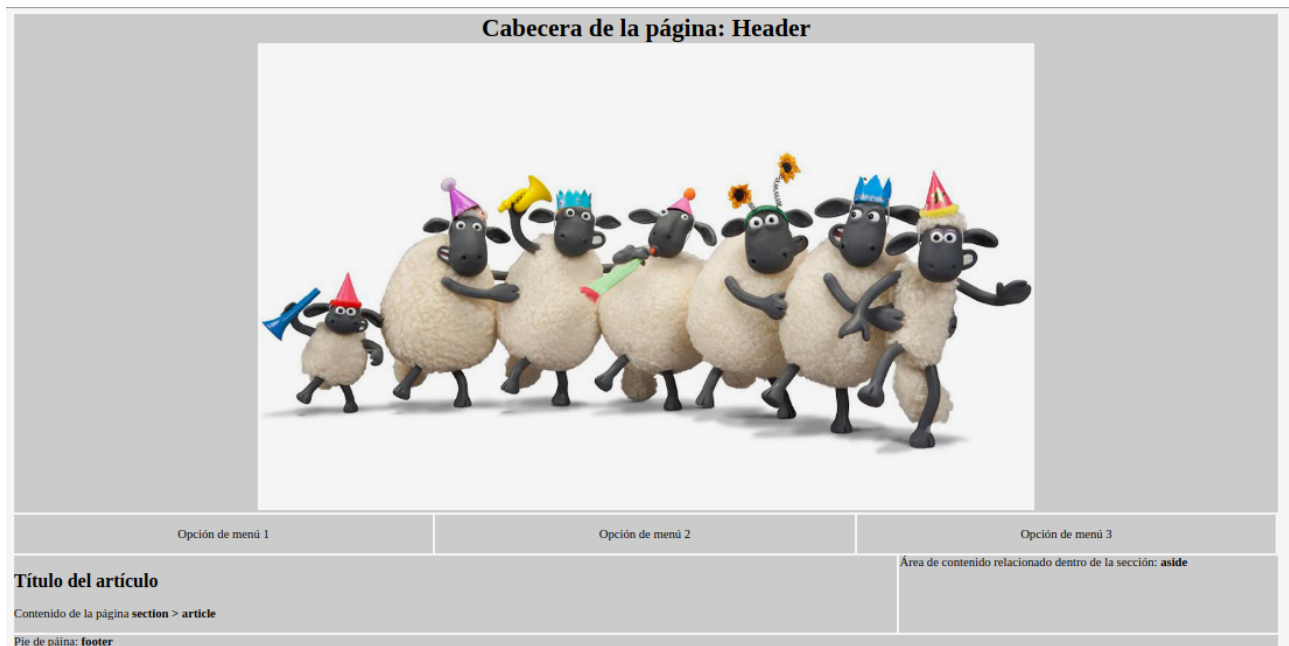 Cabecera de la página: Header
Opción de menú 1
Opción de menú 2
Opción de menú 3
Título del artículo
Contenido de la página section > article
Área de contenido relacionado dentro de la sección: aside
Pie de páina: footer